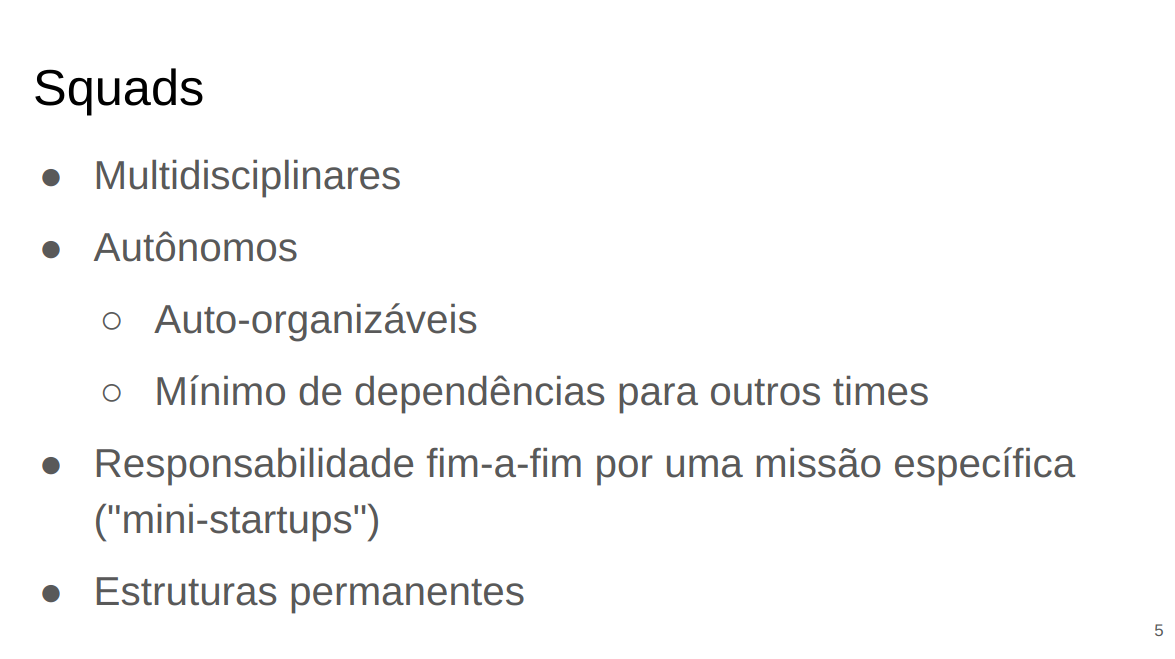 Squads
● Multidisciplinares
● Autônomos
○ Auto-organizáveis
○ Mínimo de dependências para outros times
● Responsabilidade fim-a-fim por uma missão específica
("mini-startups")
● Estruturas permanentes
5